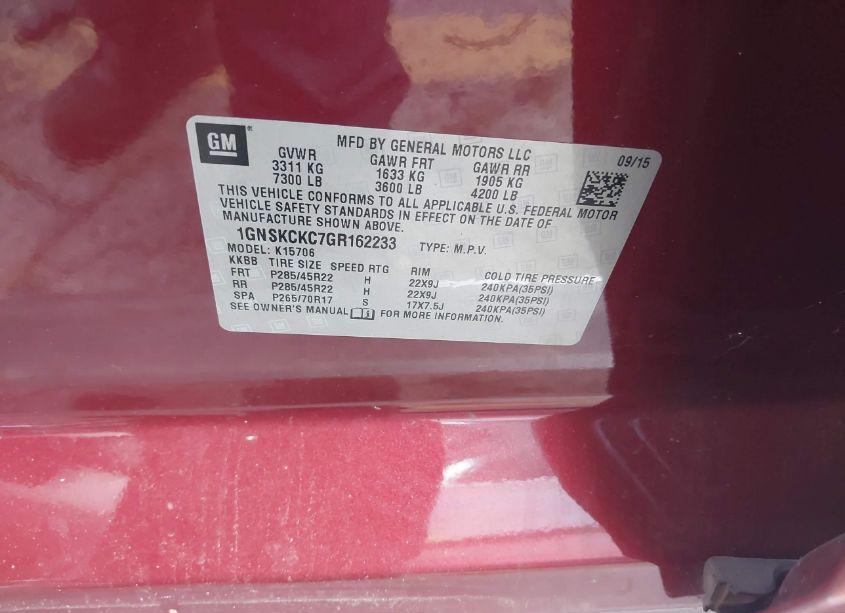 GM
MFD BY GENERAL MOTORS LLC 09/15
GVWR GAWR FRT GAWR RR
3311 KG 1633 KG 1905 KG
7300 LB 3600 LB 4200 LB
THIS VEHICLE CONFORMS TO ALL APPLICABLE U.S. FEDERAL MOTOR
VEHICLE SAFETY STANDARDS IN EFFECT ON THE DATE OF
MANUFACTURE SHOWN ABOVE.
1GNSKCKC7GR162233 TYPE: M.P.V.
MODEL: K15706
KKBB TIRE SIZE SPEED RTG RIM COLD TIRE PRESSURE
FRT P285/45R22 H 22X9J 240KPA(35PSI)
RR P285/45R22 H 22X9J 240KPA(35PSI)
SPA P265/70R17 S 17X7.5J 240KPA(35PSI)
SEE OWNER'S MANUAL FOR MORE INFORMATION.